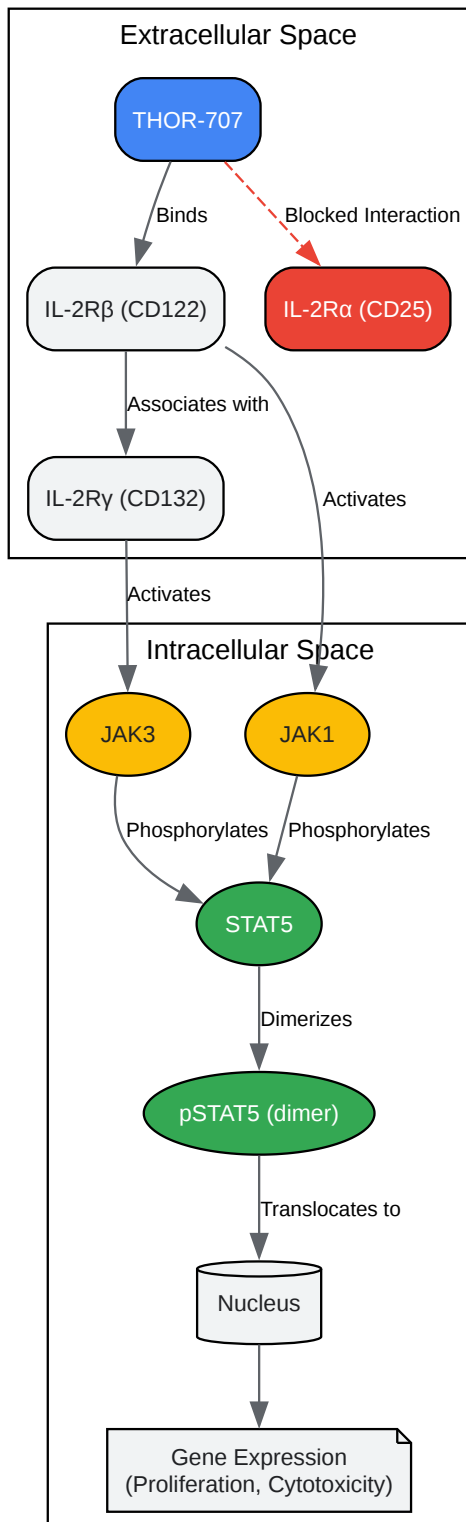 Extracellular Space
THOR-707
Binds
Blocked Interaction
IL-2Rβ (CD122)
IL-2Rα (CD25)
Associates with
IL-2Rγ (CD132)
Activates
Activates
Intracellular Space
JAK3
JAK1
Phosphorylates
Phosphorylates
STAT5
Dimerizes
pSTAT5 (dimer)
Translocates to
Nucleus
Gene Expression
(Proliferation, Cytotoxicity)